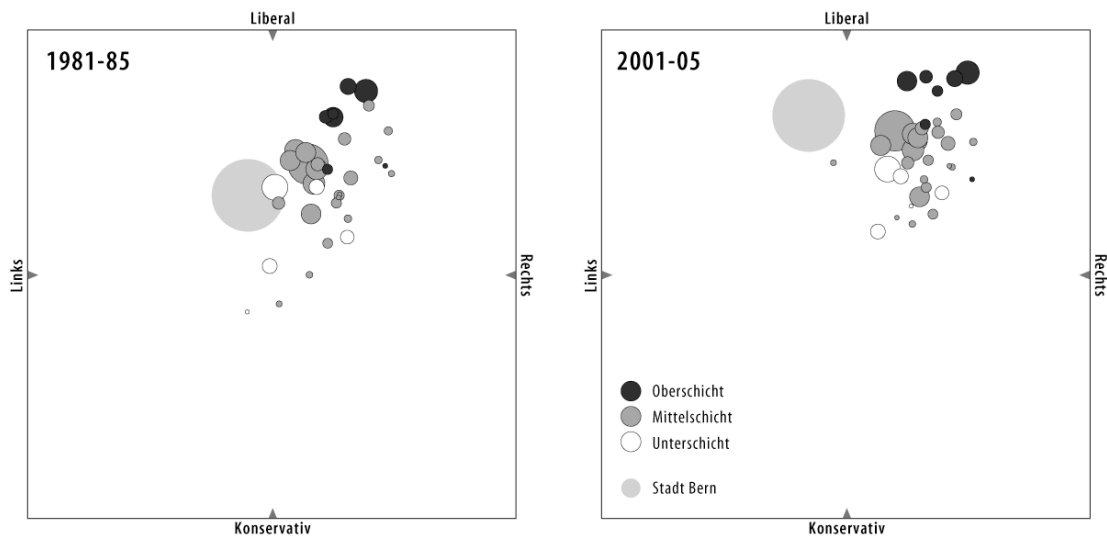 Liberal
1981-85
Links
Rechts
Konservativ
Liberal
2001-05
Links
Rechts
Oberschicht
Mittelschicht
Unterschicht
Stadt Bern
Konservativ